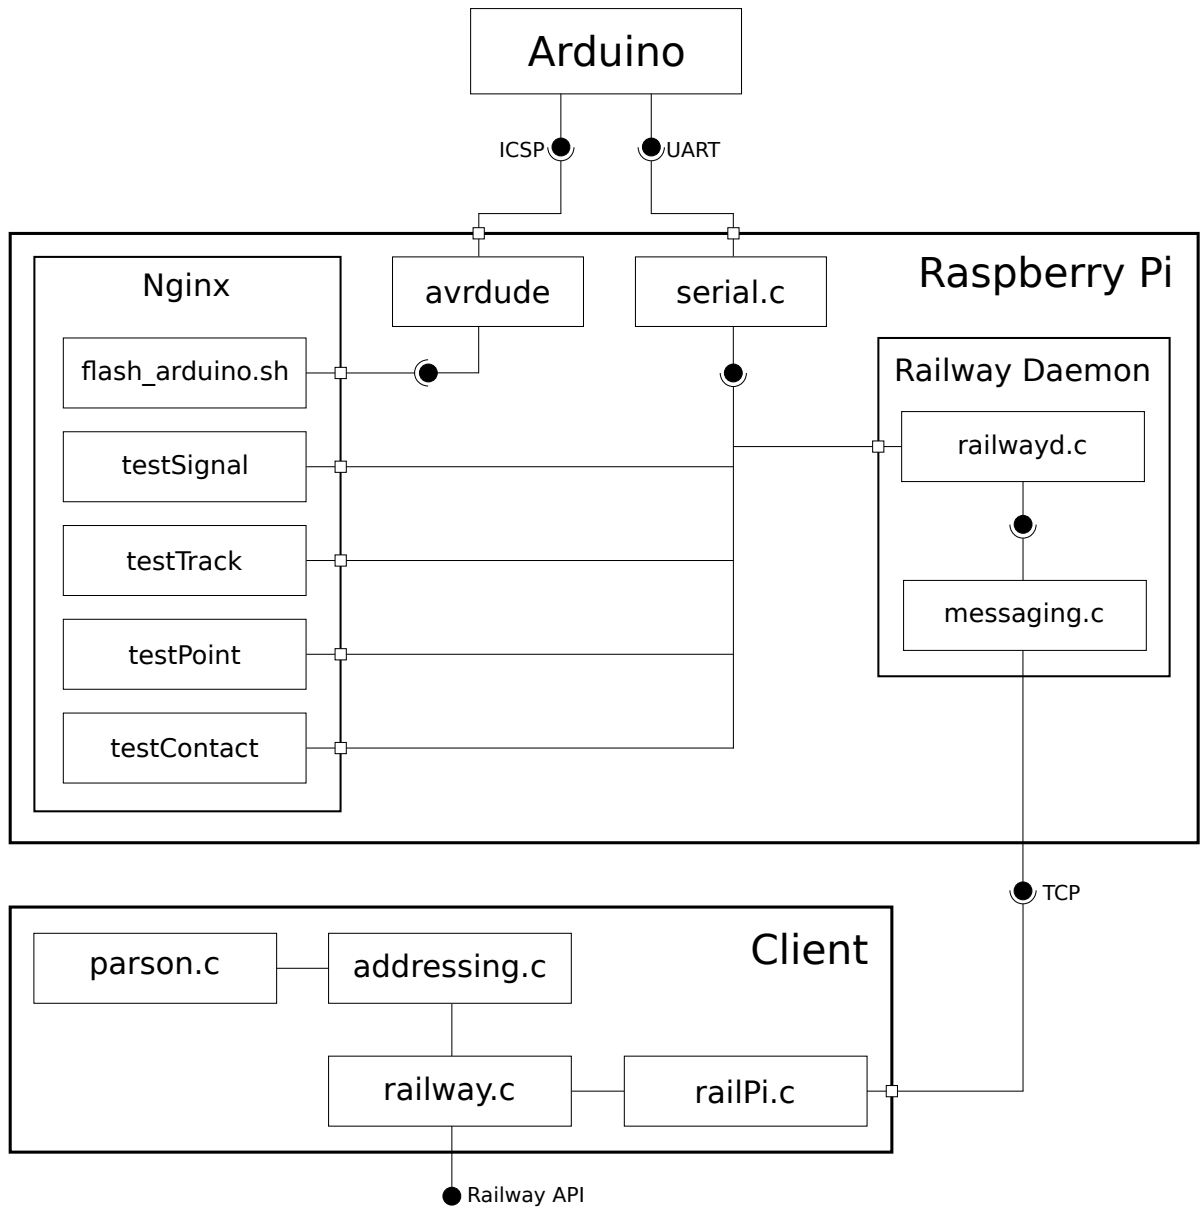 Arduino
ICSP
UART
Raspberry Pi
Nginx
avrdude
serial.c
flash_arduino.sh
Railway Daemon
testSignal
railwayd.c
testTrack
messaging.c
testPoint
testContact
TCP
Client
parson.c
addressing.c
railway.c
railPi.c
Railway API